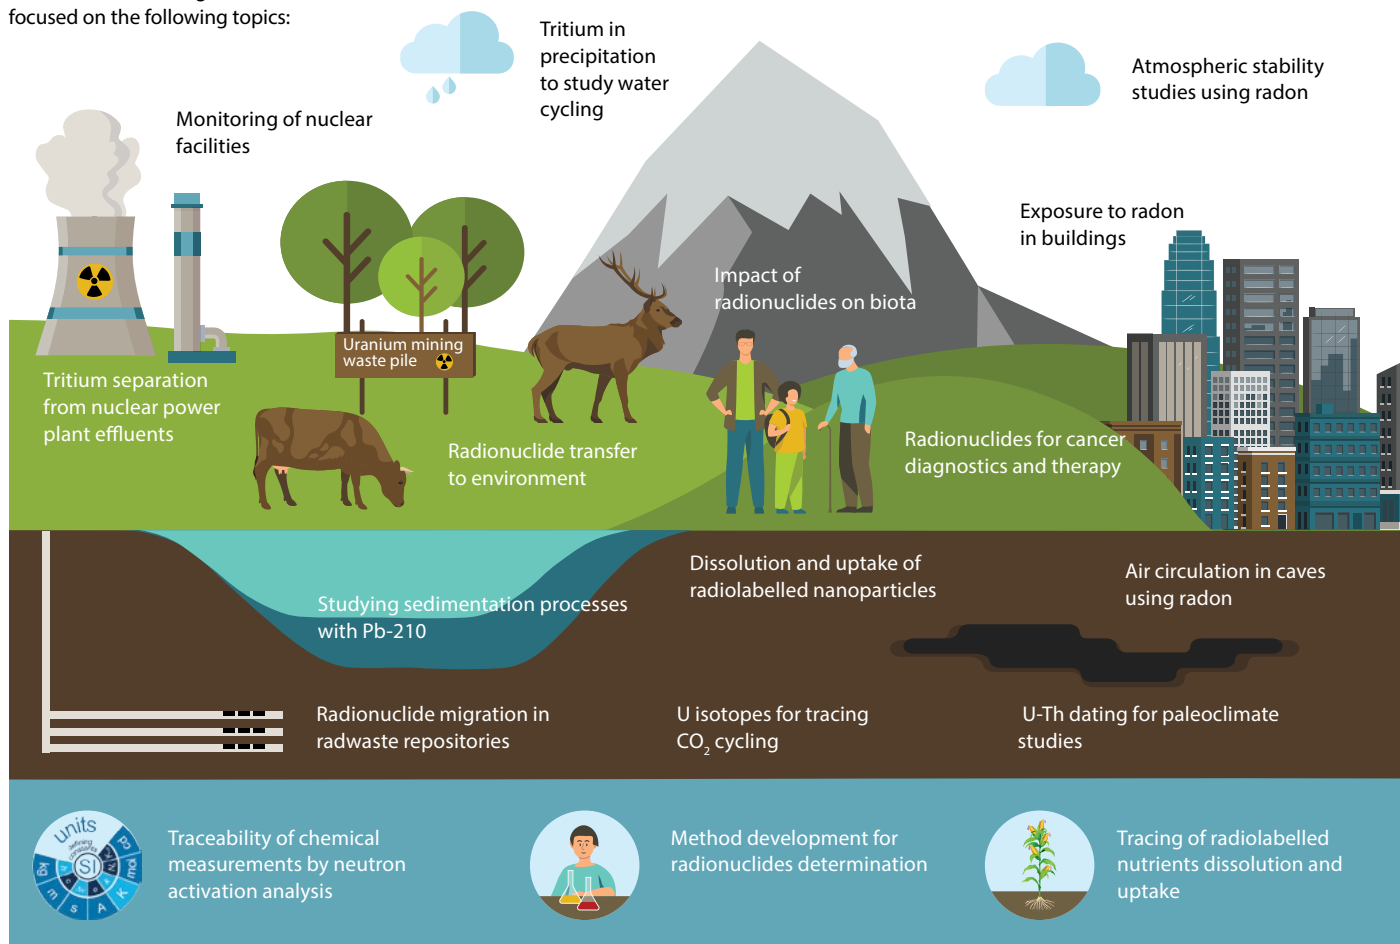 focused on the following topics:
Tritium in
precipitation
to study water
cycling
Atmospheric stability
studies using radon
Monitoring of nuclear
facilities
Exposure to radon
in buildings
Impact of
radionuclides on biota
Uranium mining
waste pile
Tritium separation
from nuclear power
plant effluents
Radionuclide transfer
to environment
Radionuclides for cancer
diagnostics and therapy
Dissolution and uptake of
radiolabelled nanoparticles
Air circulation in caves
using radon
Studying sedimentation processes
with Pb-210
Radionuclide migration in
radwaste repositories
U isotopes for tracing
CO2 cycling
U-Th dating for paleoclimate
studies
units
defining
constants
SI
kg
m
s
A
K
mol
cd
Traceability of chemical
measurements by neutron
activation analysis
Method development for
radionuclides determination
Tracing of radiolabelled
nutrients dissolution and
uptake